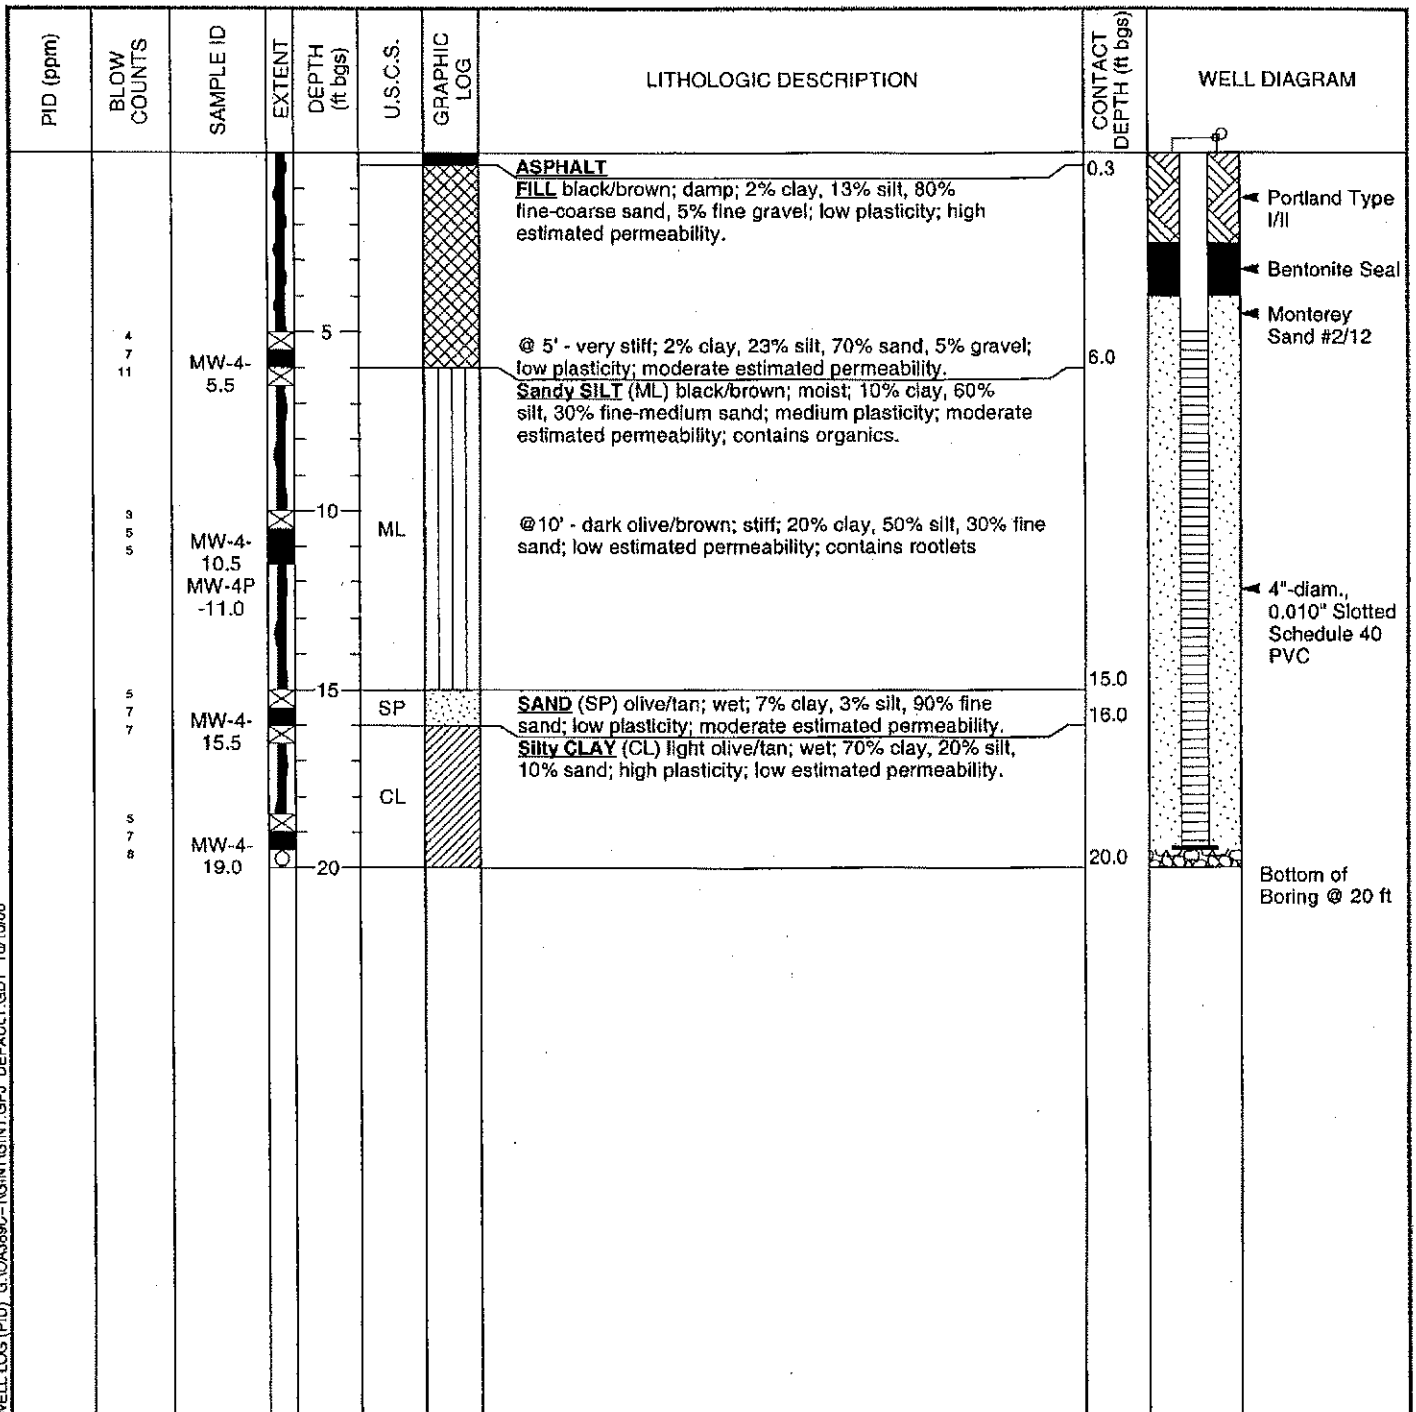 PID (ppm)
BLOW
COUNTS
SAMPLE ID
EXTENT
DEPTH
(ft bgs)
U.S.C.S.
GRAPHIC
LOG
LITHOLOGIC DESCRIPTION
CONTACT
DEPTH (ft bgs)
WELL DIAGRAM
ASPHALT
0.3
FILL black/brown; damp; 2% clay, 13% silt, 80%
fine-coarse sand, 5% fine gravel; low plasticity; high
estimated permeability.
Portland Type
I/II
Bentonite Seal
Monterey
Sand #2/12
4
7
11
MW-4-
5.5
5
@ 5' - very stiff; 2% clay, 23% silt, 70% sand, 5% gravel;
low plasticity; moderate estimated permeability.
6.0
Sandy SILT (ML) black/brown; moist; 10% clay, 60%
silt, 30% fine-medium sand; medium plasticity; moderate
estimated permeability; contains organics.
3
5
5
MW-4-
10.5
MW-4P
-11.0
10
ML
@10' - dark olive/brown; stiff; 20% clay, 50% silt, 30% fine
sand; low estimated permeability; contains rootlets
4"-diam.,
0.010" Slotted
Schedule 40
PVC
15.0
5
7
7
MW-4-
15.5
15
SP
SAND (SP) olive/tan; wet; 7% clay, 3% silt, 90% fine
sand; low plasticity; moderate estimated permeability.
16.0
Silty CLAY (CL) light olive/tan; wet; 70% clay, 20% silt,
10% sand; high plasticity; low estimated permeability.
CL
5
7
8
MW-4-
19.0
20
20.0
Bottom of
Boring @ 20 ft